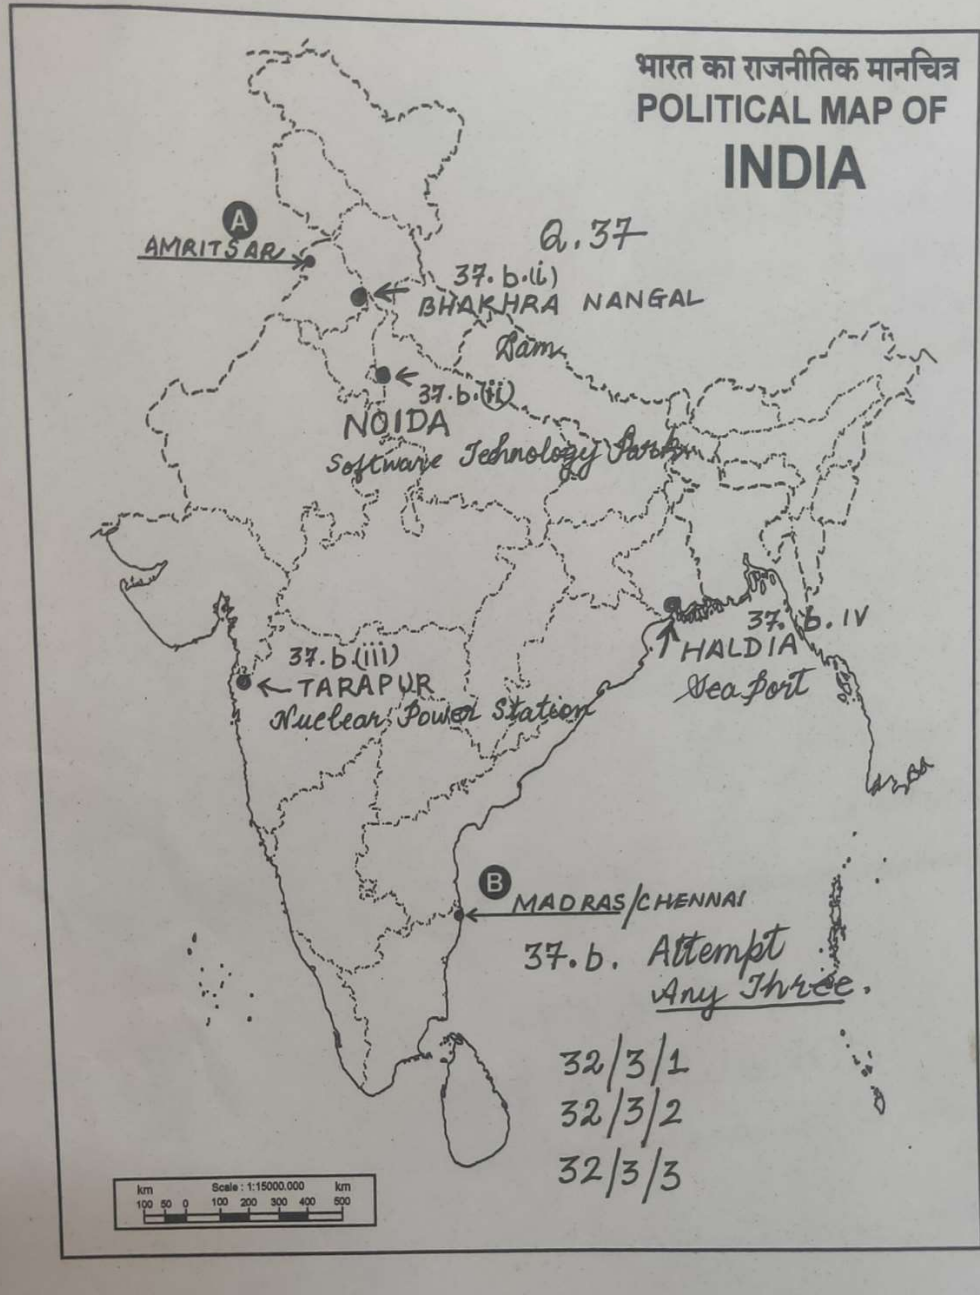 भारत का राजनीतिक मानचित्र
POLITICAL MAP OF
INDIA
A
AMRITSAR
Q.37
37.b.(i)
BHAKHRA NANGAL
Dam
37.b.(ii)
NOIDA
Software Technology Park
37.b.(iii)
TARAPUR
Nuclear Power Station
37.b.IV
HALDIA
Sea Port
B
MADRAS/CHENNAI
37.b. Attempt
Any Three.
32/3/1
32/3/2
32/3/3
km Scale : 1:15000.000 km
100 50 0 100 200 300 400 500